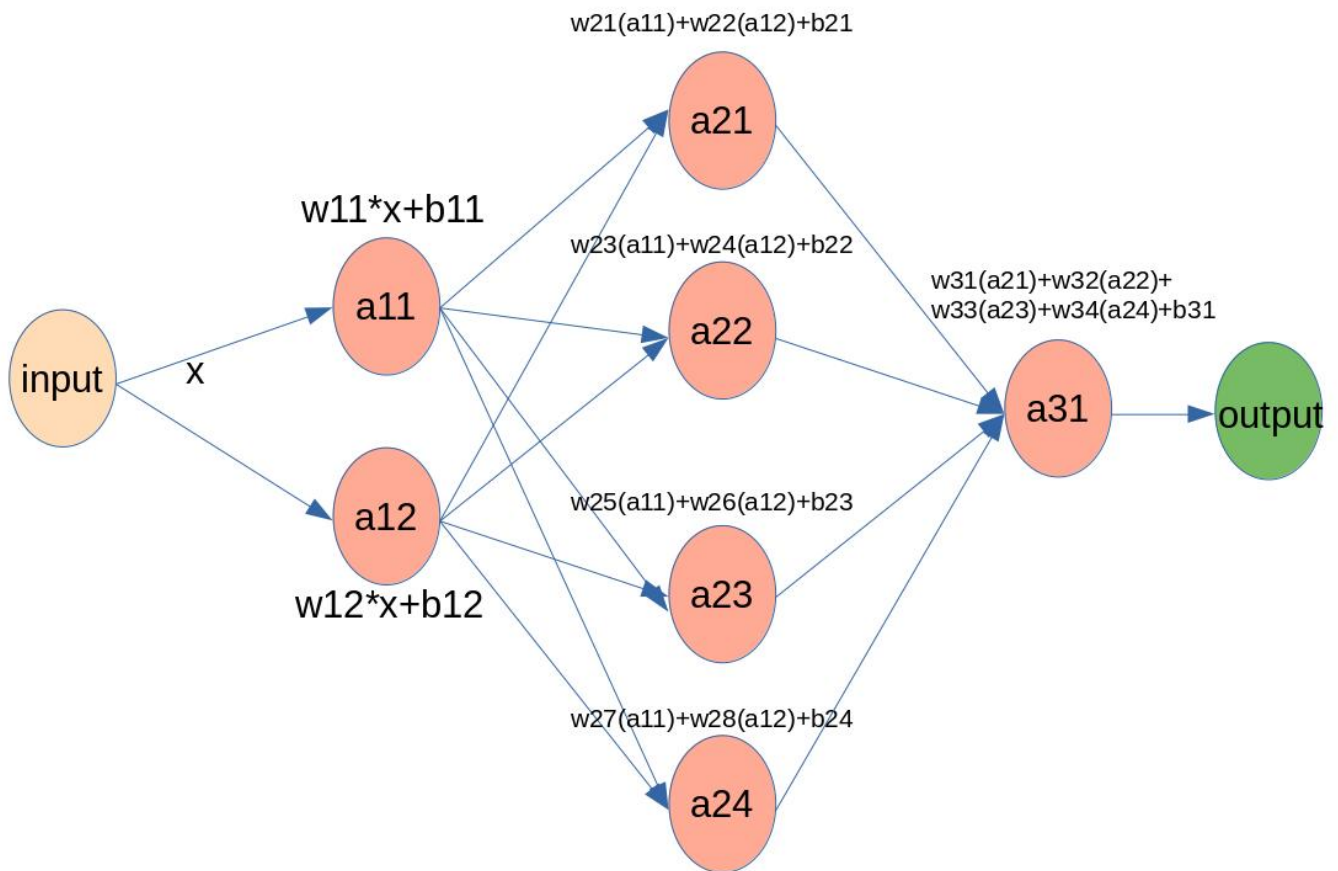 w21(a11)+w22(a12)+b21
a21
w11*x+b11
w23(a11)+w24(a12)+b22
a11
a22
w31(a21)+w32(a22)+
w33(a23)+w34(a24)+b31
input
x
a31
output
a12
w25(a11)+w26(a12)+b23
w12*x+b12
a23
w27(a11)+w28(a12)+b24
a24